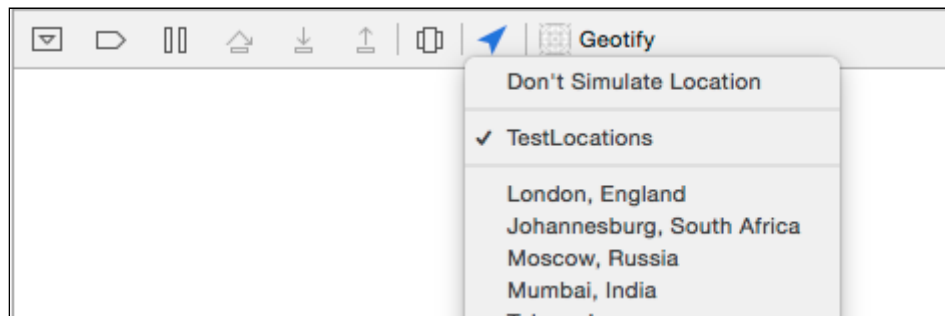 Geotify
Don't Simulate Location
TestLocations
London, England
Johannesburg, South Africa
Moscow, Russia
Mumbai, India